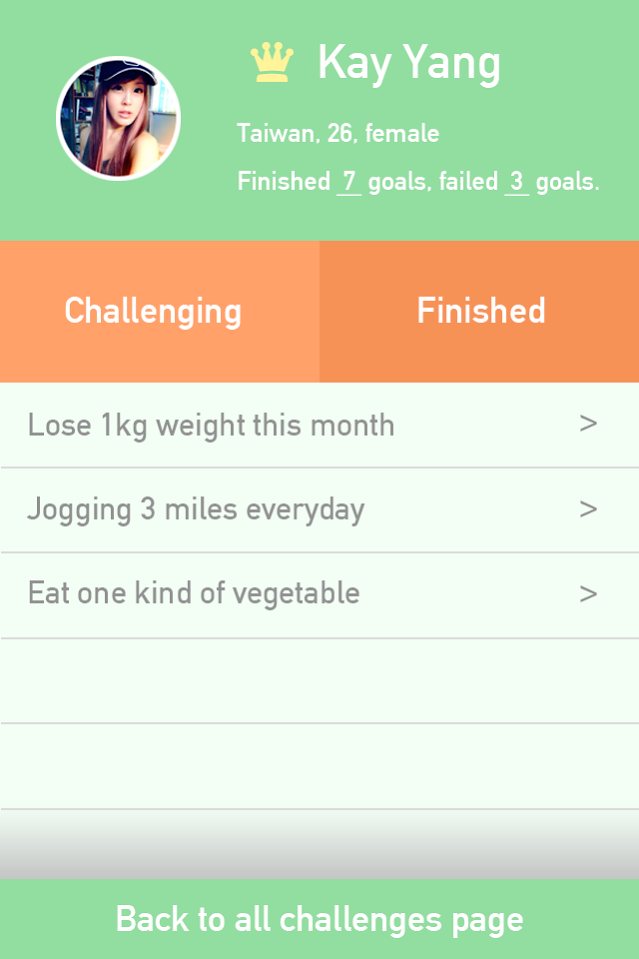 Kay Yang
Taiwan, 26, female
Finished 7 goals, failed 3 goals.
Challenging
Finished
Lose 1kg weight this month >
Jogging 3 miles everyday >
Eat one kind of vegetable >
Back to all challenges page